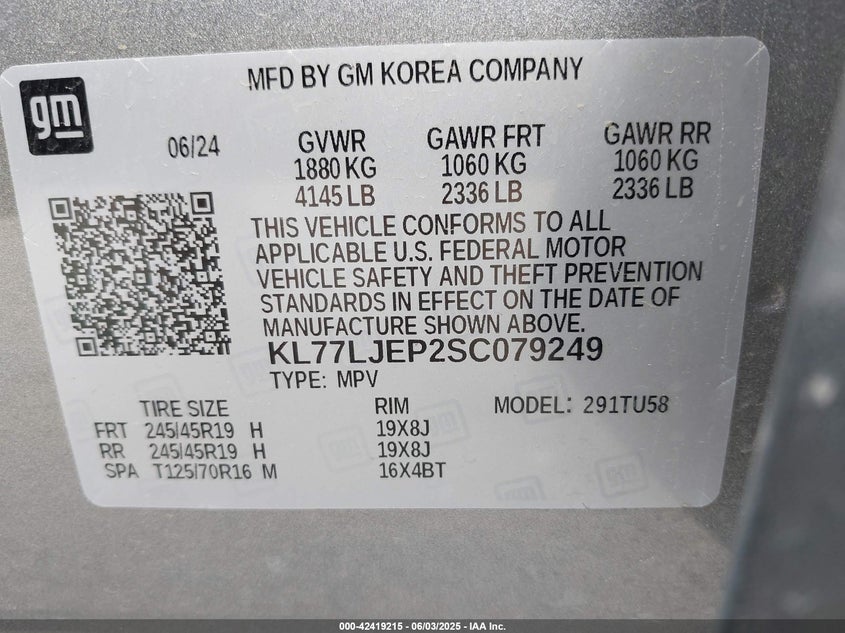 MFD BY GM KOREA COMPANY
gm
06/24
GVWR GAWR FRT GAWR RR
1880 KG 1060 KG 1060 KG
4145 LB 2336 LB 2336 LB
THIS VEHICLE CONFORMS TO ALL
APPLICABLE U.S. FEDERAL MOTOR
VEHICLE SAFETY AND THEFT PREVENTION
STANDARDS IN EFFECT ON THE DATE OF
MANUFACTURE SHOWN ABOVE.
KL77LJEP2SC079249
TYPE: MPV
TIRE SIZE RIM MODEL: 291TU58
FRT 245/45R19 H 19X8J
RR 245/45R19 H 19X8J
SPA T125/70R16 M 16X4BT
000-42419215 - 06/03/2025 - IAA Inc.